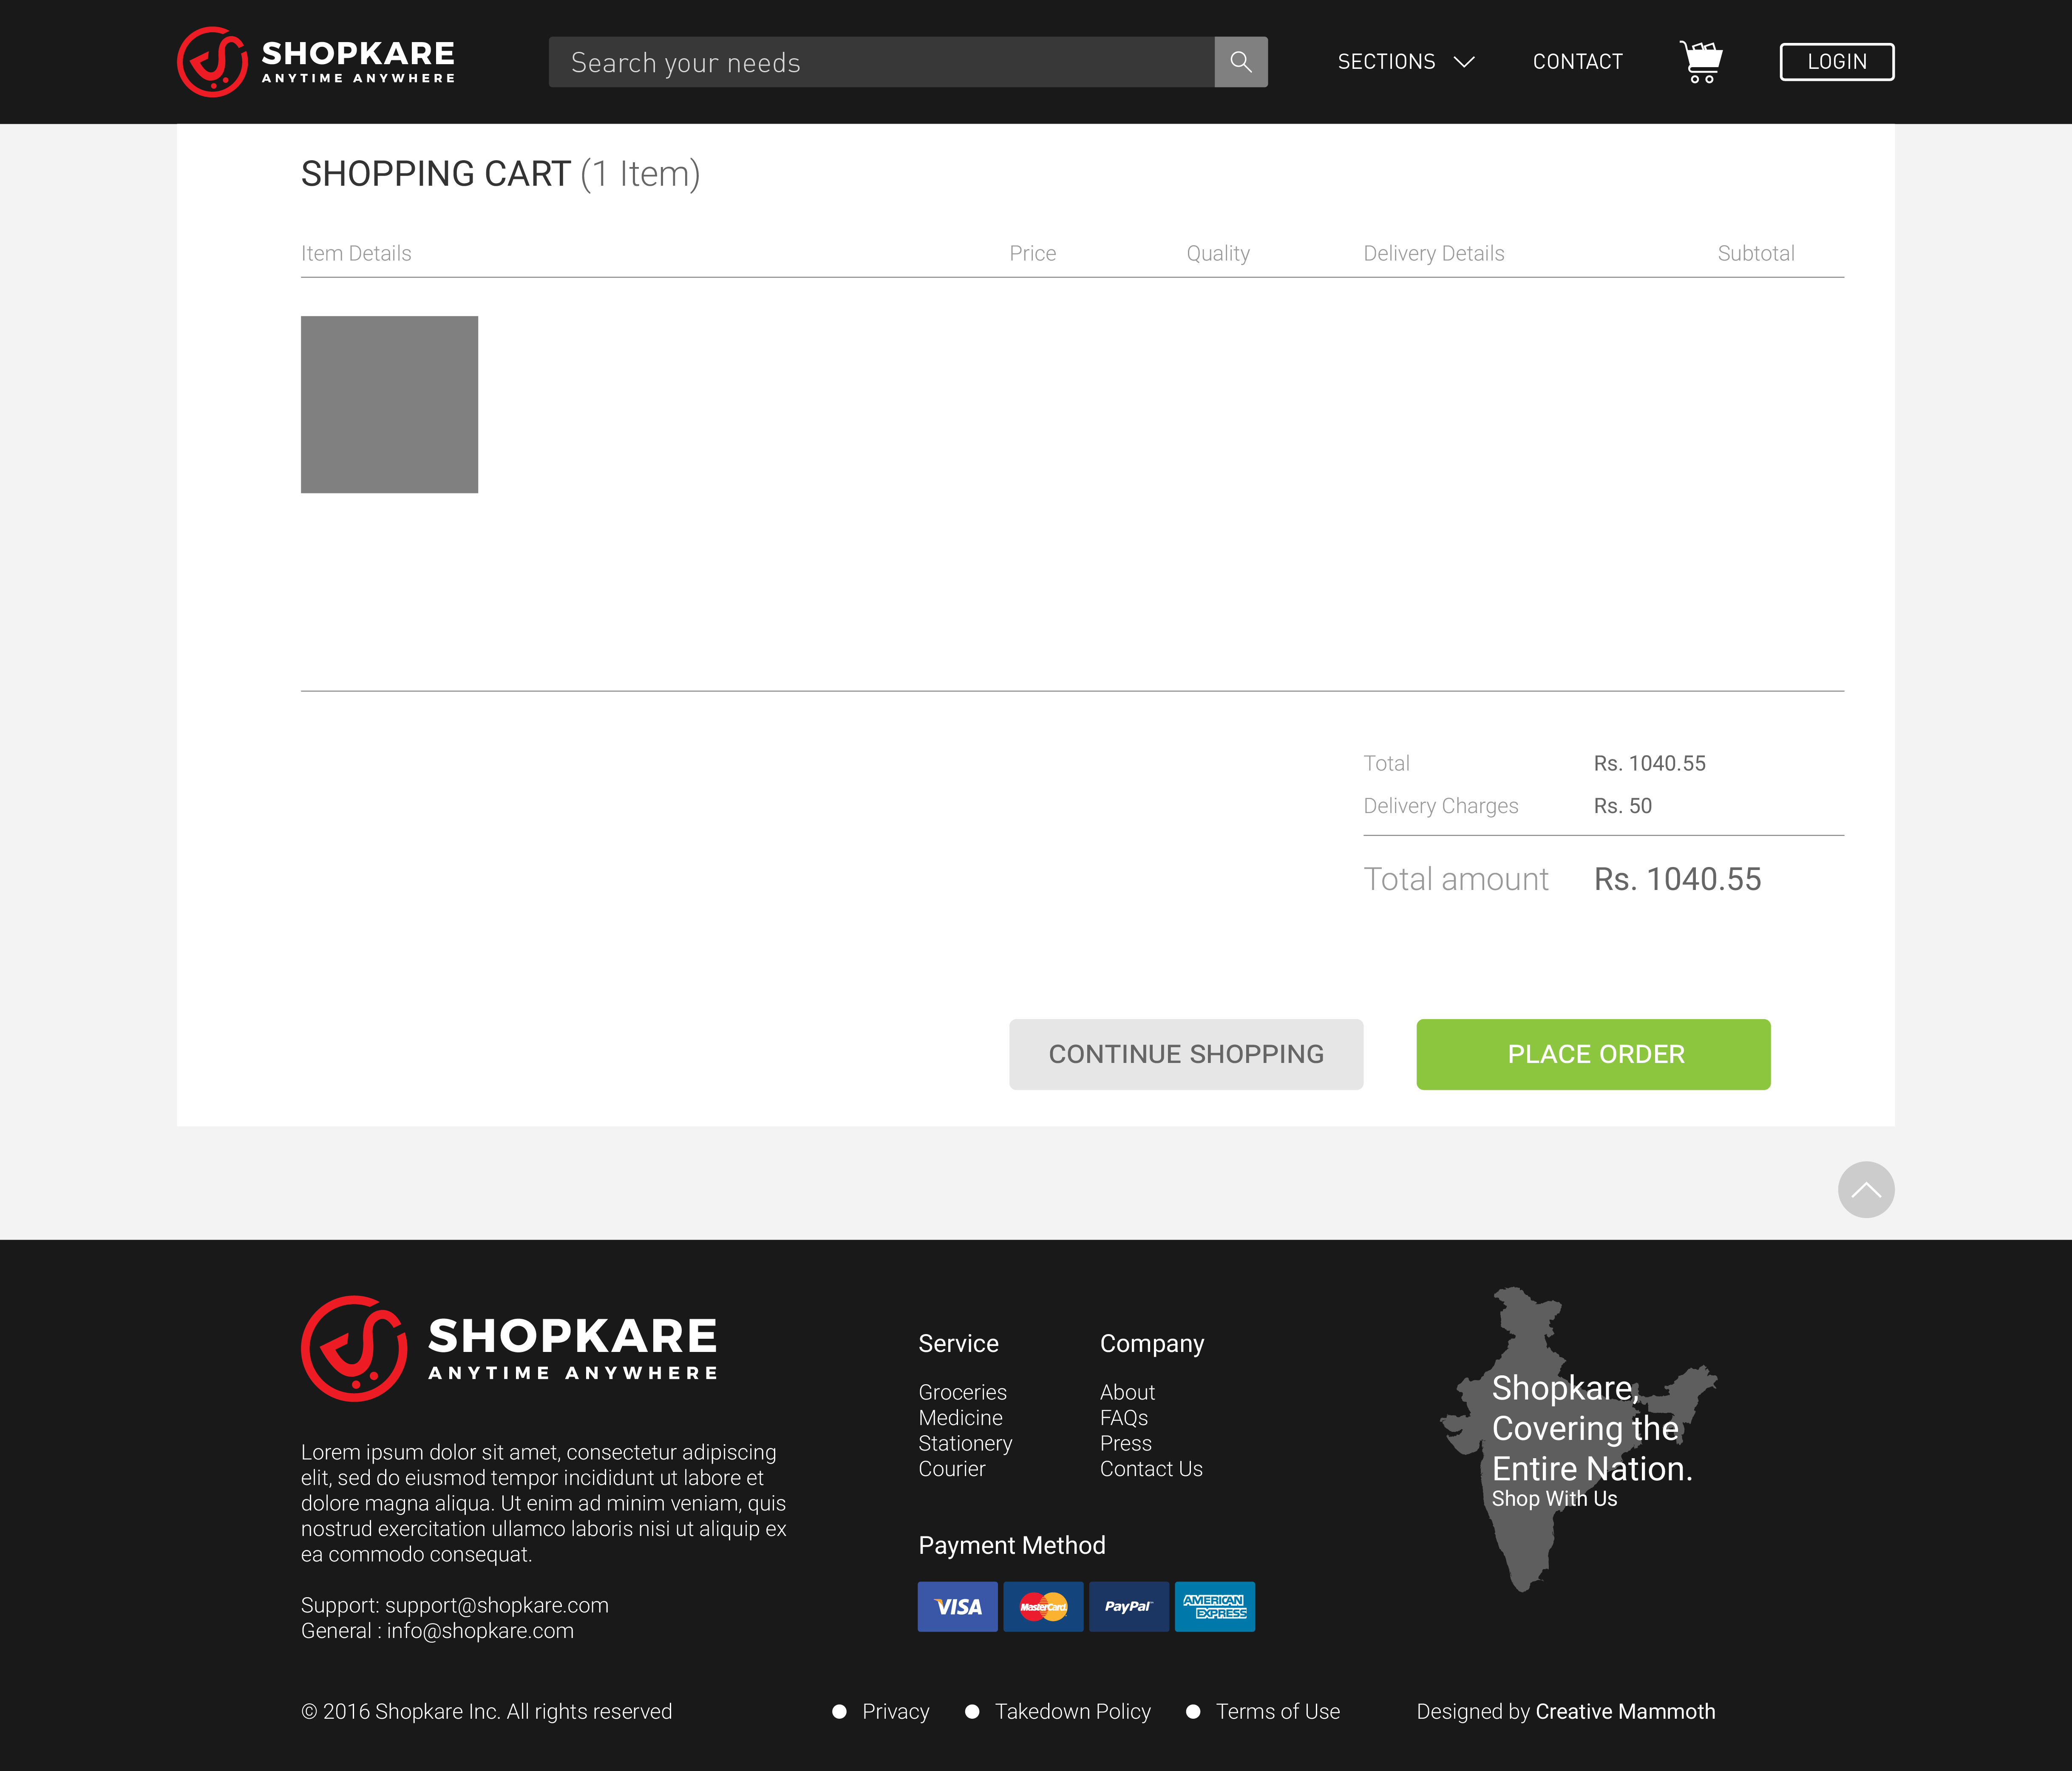 SHOPKARE
ANYTIME ANYWHERE
Search your needs
SECTIONS
CONTACT
LOGIN
SHOPPING CART (1 Item)
Item Details Price Quality Delivery Details Subtotal
Total Rs. 1040.55
Delivery Charges Rs. 50
Total amount Rs. 1040.55
CONTINUE SHOPPING
PLACE ORDER
SHOPKARE
ANYTIME ANYWHERE
Lorem ipsum dolor sit amet, consectetur adipiscing
elit, sed do eiusmod tempor incididunt ut labore et
dolore magna aliqua. Ut enim ad minim veniam, quis
nostrud exercitation ullamco laboris nisi ut aliquip ex
ea commodo consequat.
Support: support@shopkare.com
General : info@shopkare.com
Service
Groceries
Medicine
Stationery
Courier
Company
About
FAQs
Press
Contact Us
Payment Method
VISA
MasterCard
PayPal
AMERICAN
EXPRESS
Shopkare,
Covering the
Entire Nation.
Shop With Us
© 2016 Shopkare Inc. All rights reserved
Privacy
Takedown Policy
Terms of Use
Designed by Creative Mammoth